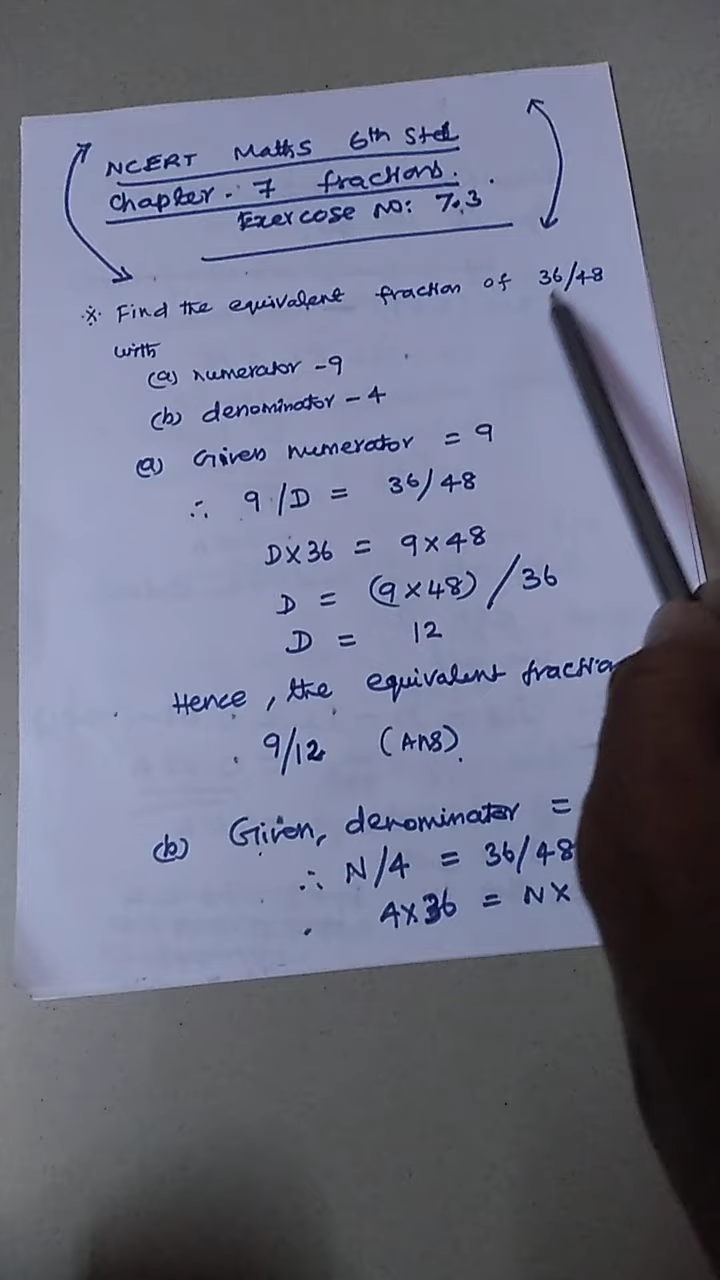 NCERT Maths 6th Std
Chapter - 7 fractions.
Exercose NO: 7.3.
※ Find the equivalent fraction of 36/48
with
(a) numerator - 9
(b) denominator - 4
(a) Given numerator = 9
∴ 9/D = 36/48
D×36 = 9×48
D = (9×48)/36
D = 12
Hence, the equivalent fractio
9/12 (Ans).
(b) Given, denominator =
∴ N/4 = 36/48
4×36 = N×